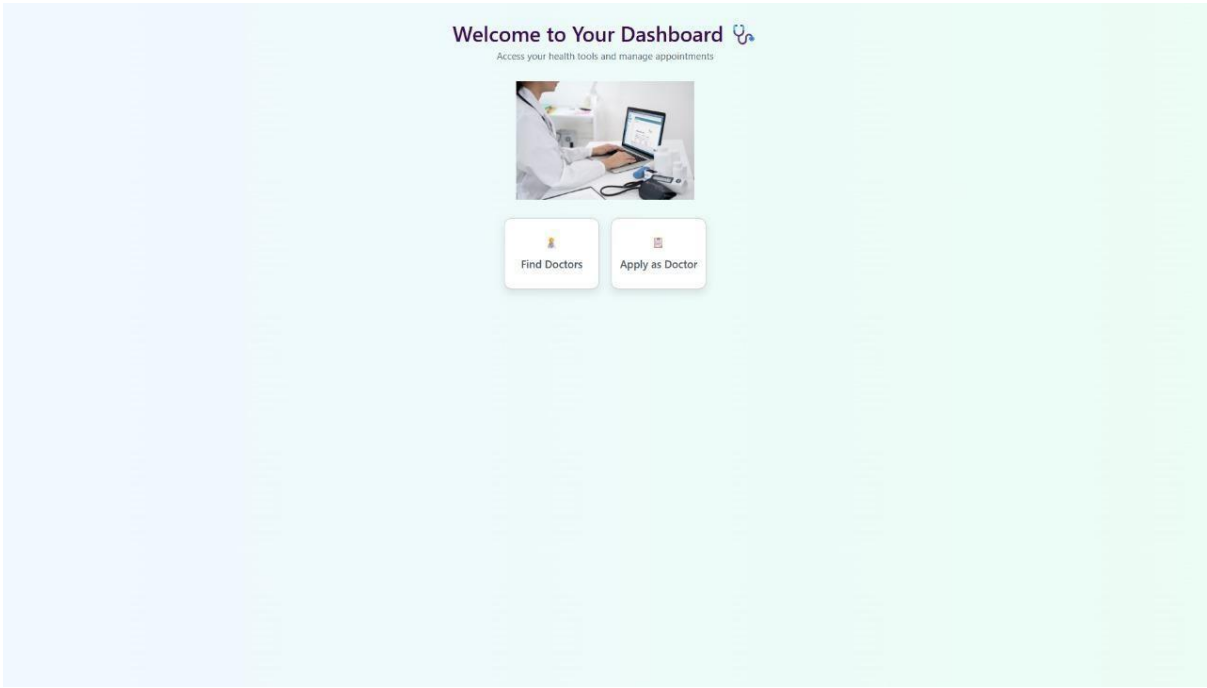 Welcome to Your Dashboard 🩺
Access your health tools and manage appointments
Find Doctors
Apply as Doctor